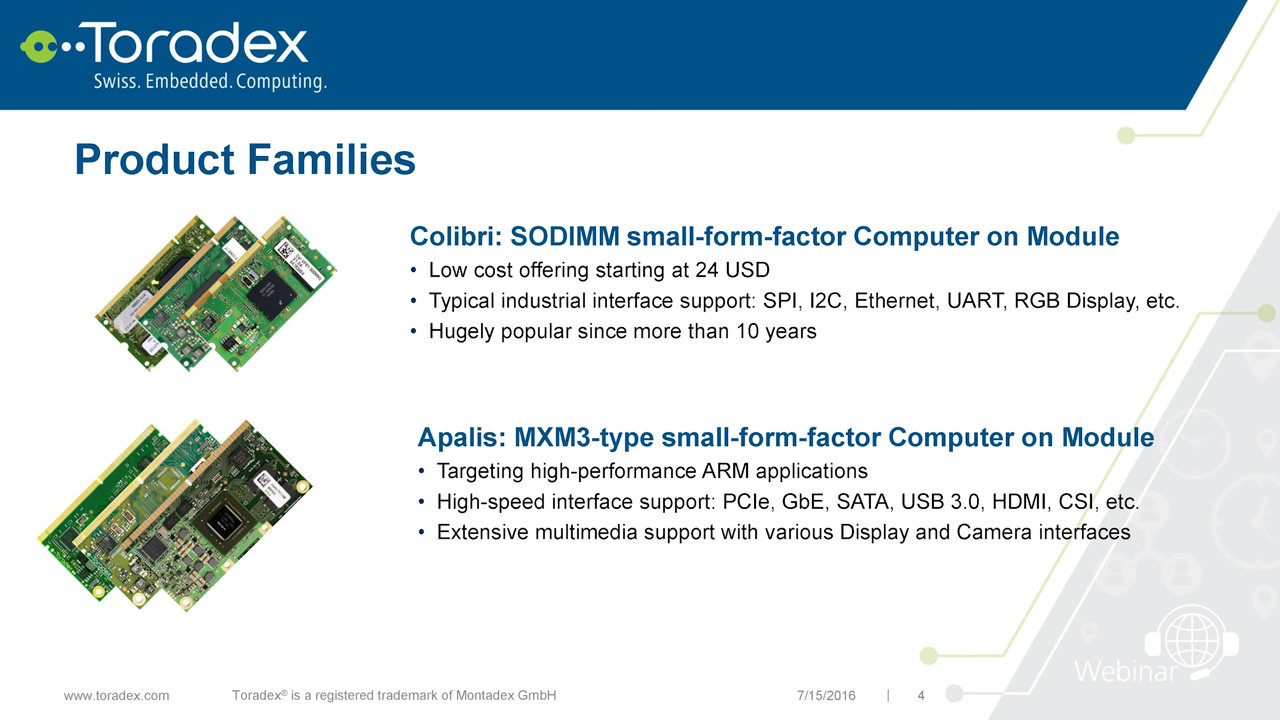 Toradex
Swiss. Embedded. Computing.
Product Families
Colibri: SODIMM small-form-factor Computer on Module
• Low cost offering starting at 24 USD
• Typical industrial interface support: SPI, I2C, Ethernet, UART, RGB Display, etc.
• Hugely popular since more than 10 years
Apalis: MXM3-type small-form-factor Computer on Module
• Targeting high-performance ARM applications
• High-speed interface support: PCIe, GbE, SATA, USB 3.0, HDMI, CSI, etc.
• Extensive multimedia support with various Display and Camera interfaces
Webinar
www.toradex.com Toradex® is a registered trademark of Montadex GmbH 7/15/2016 | 4